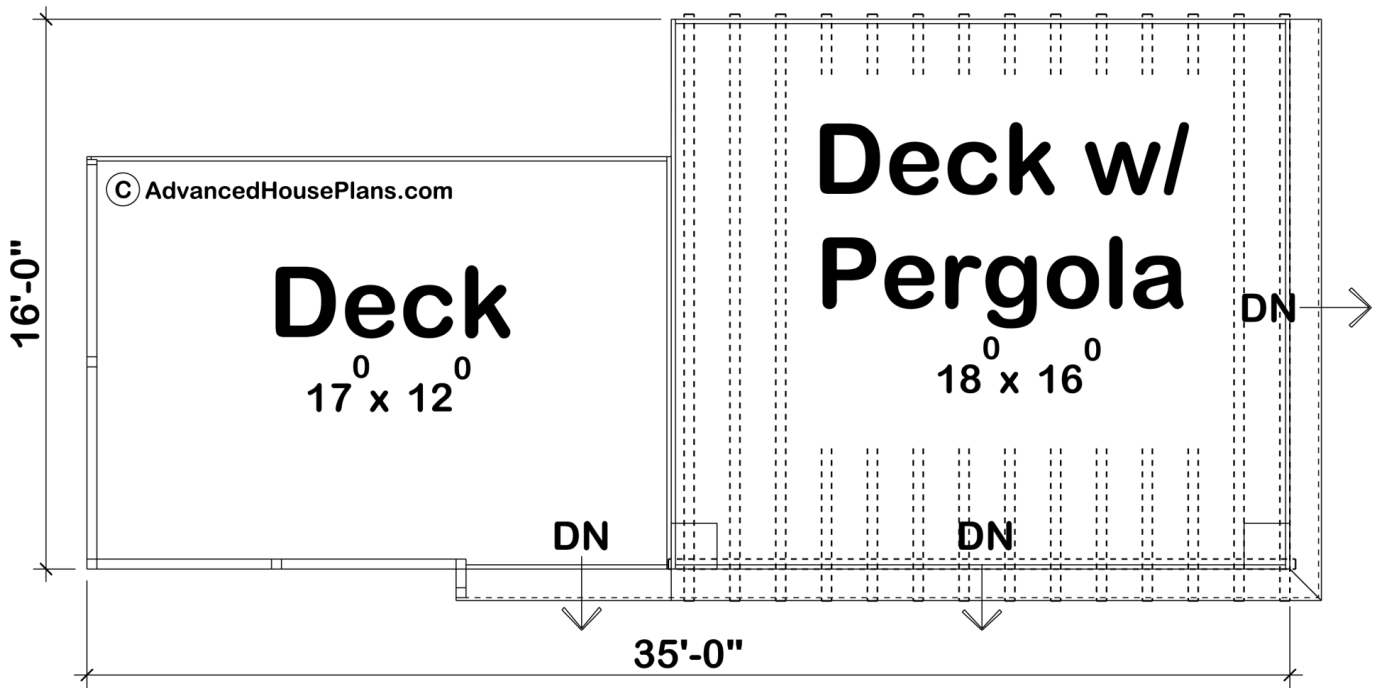 © AdvancedHousePlans.com
Deck
17⁰ x 12⁰
DN
Deck w/
Pergola
18⁰ x 16⁰
DN
DN
16'-0"
35'-0"